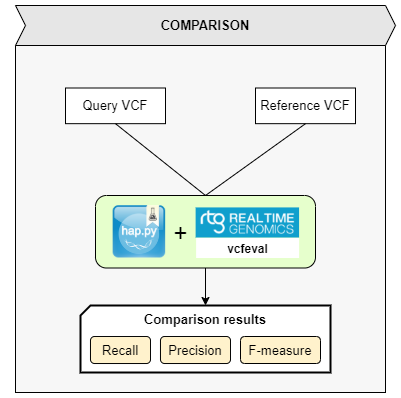 COMPARISON
Query VCF
Reference VCF
hap.py
+
rtg REALTIME
GENOMICS
vcfeval
Comparison results
Recall
Precision
F-measure